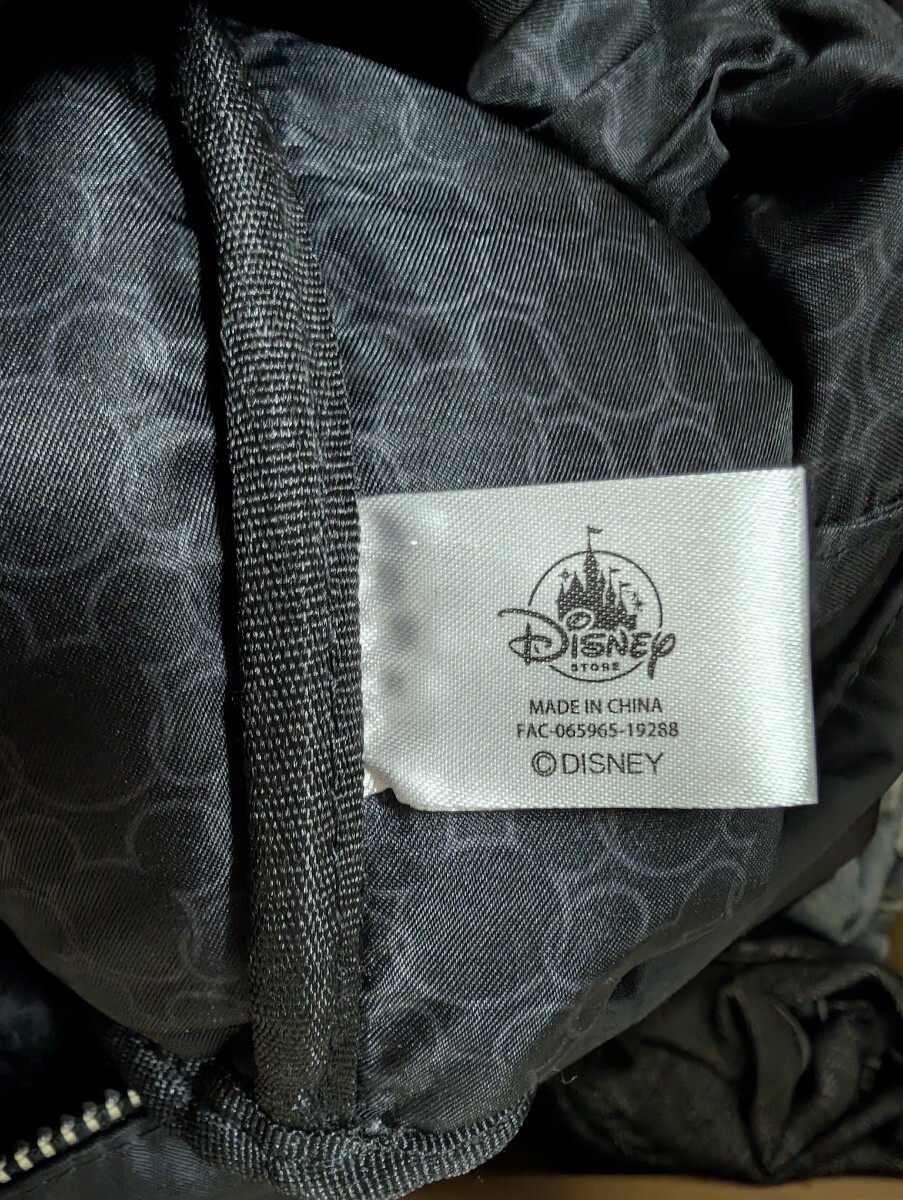 Disney
STORE
MADE IN CHINA
FAC-065965-19288
©DISNEY